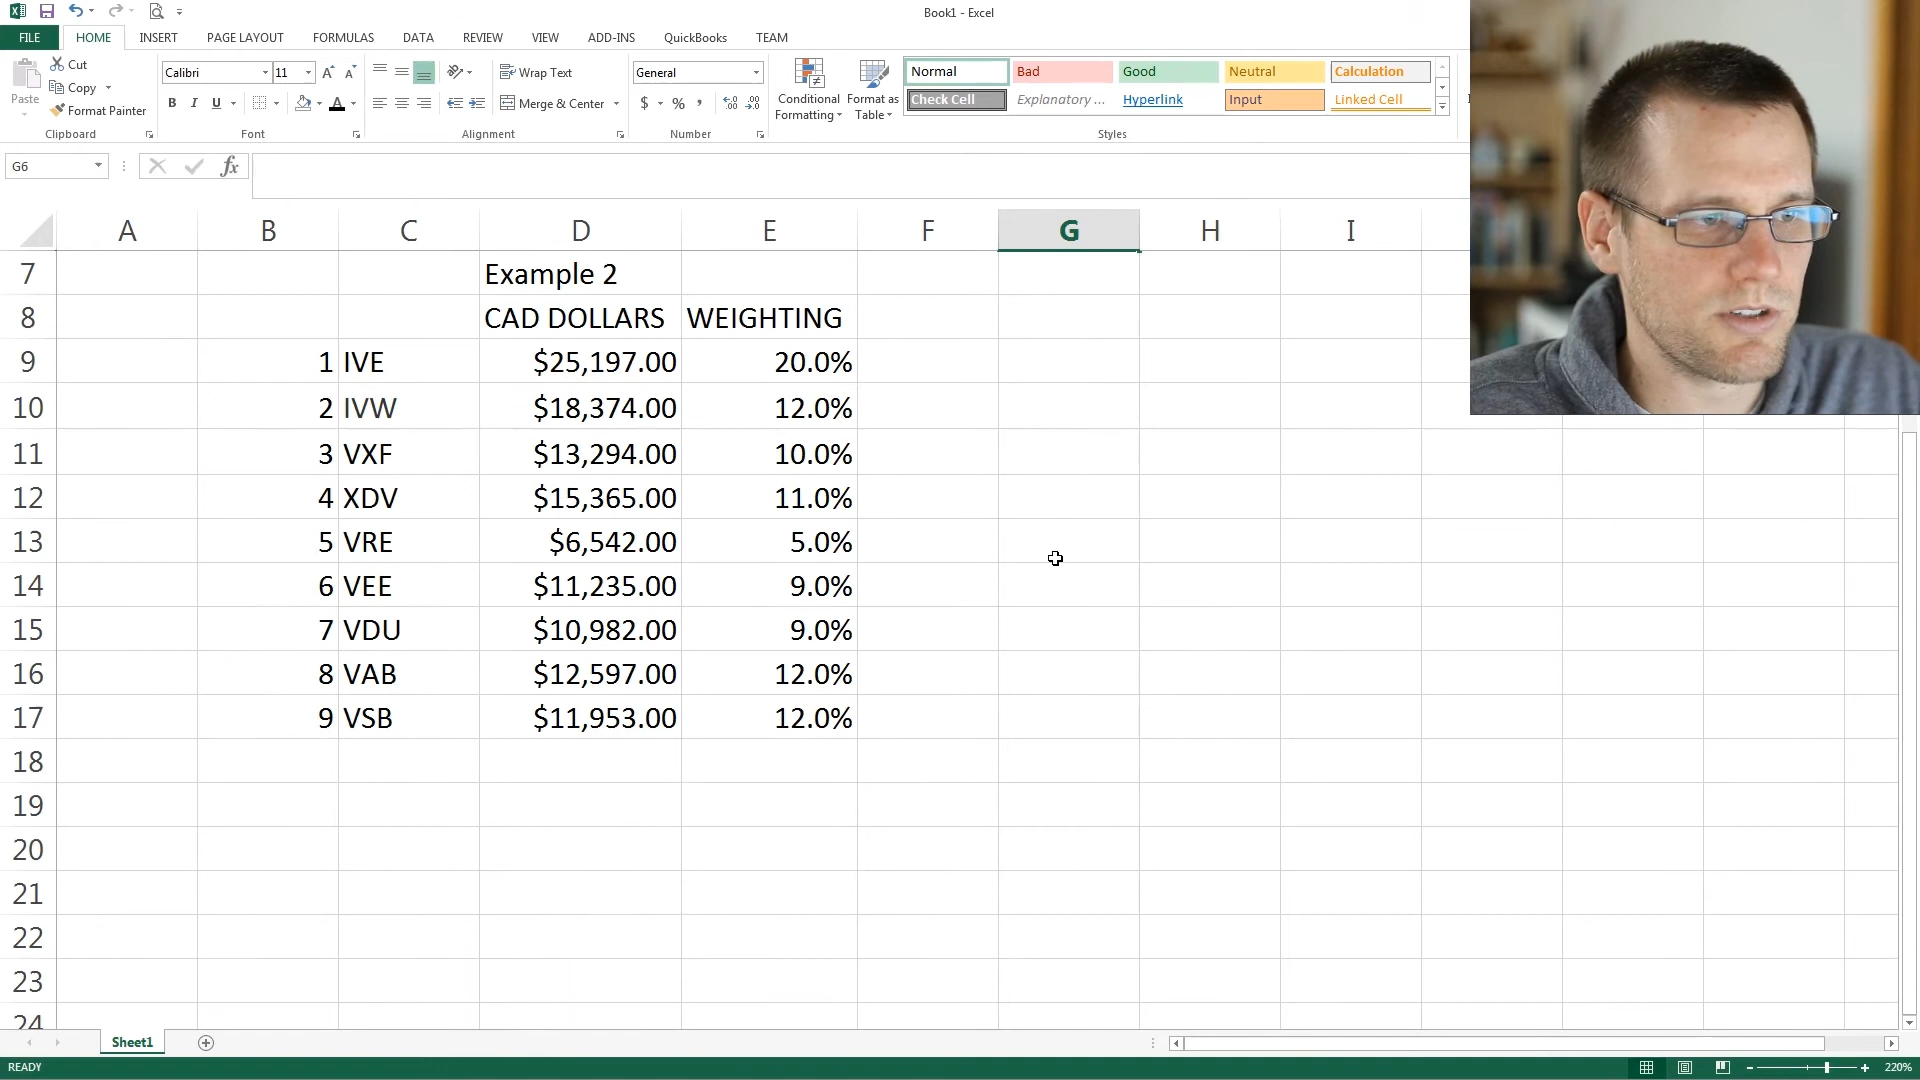 Book1 - Excel
FILE HOME INSERT PAGE LAYOUT FORMULAS DATA REVIEW VIEW ADD-INS QuickBooks TEAM
Paste
Cut
Copy
Format Painter
Clipboard
Calibri 11 A A
B I U A
Font
Wrap Text
Merge & Center
Alignment
General
$ % ,
Number
Conditional Formatting
Format as Table
Normal Bad Good Neutral Calculation
Check Cell Explanatory ... Hyperlink Input Linked Cell
Styles
G6 fx
A B C D E F G H I
7 Example 2
8 CAD DOLLARS WEIGHTING
9 1 IVE $25,197.00 20.0%
10 2 IVW $18,374.00 12.0%
11 3 VXF $13,294.00 10.0%
12 4 XDV $15,365.00 11.0%
13 5 VRE $6,542.00 5.0%
14 6 VEE $11,235.00 9.0%
15 7 VDU $10,982.00 9.0%
16 8 VAB $12,597.00 12.0%
17 9 VSB $11,953.00 12.0%
18
19
20
21
22
23
24
Sheet1
READY 220%